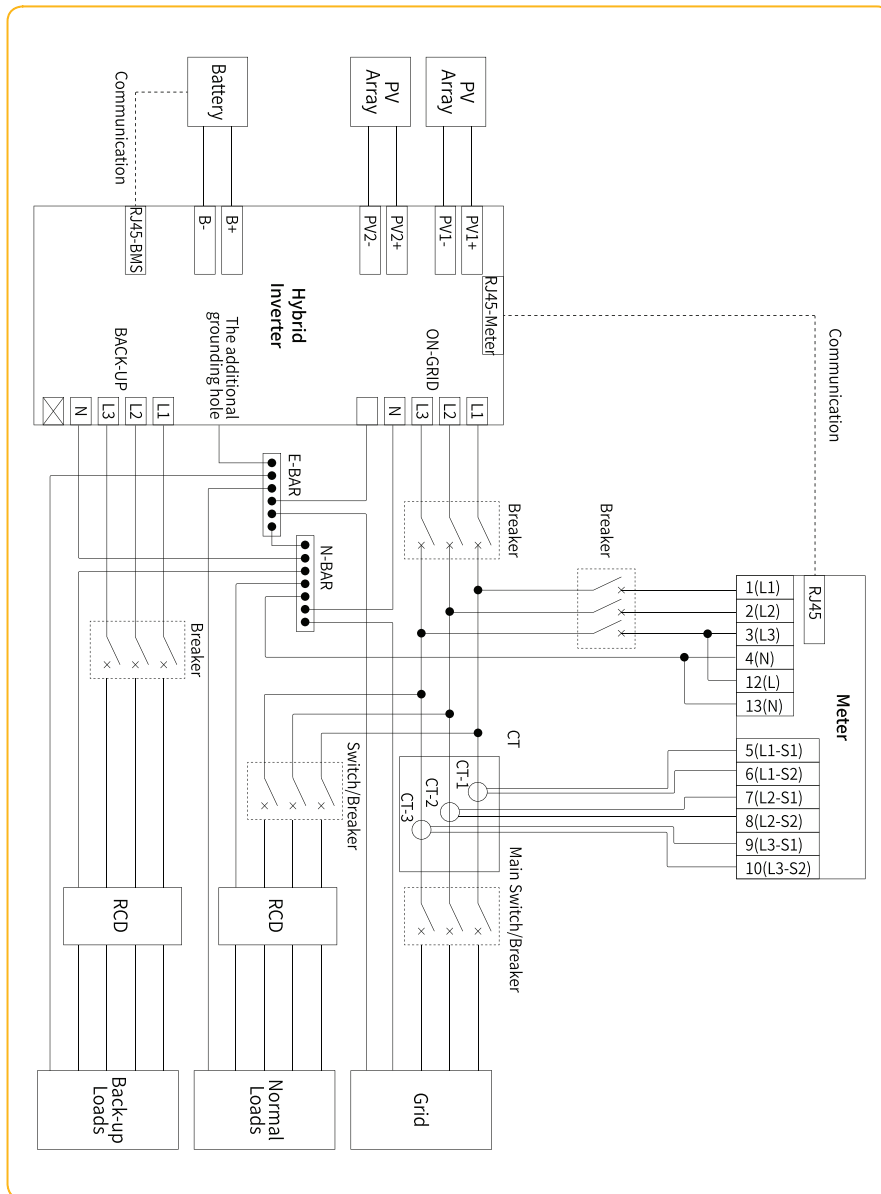 Battery
PV
Array
PV
Array
Communication
RJ45-BMS
B-
B+
PV2-
PV2+
PV1-
PV1+
RJ45-Meter
Hybrid
Inverter
Communication
BACK-UP
The additional
grounding hole
ON-GRID
N
L3
L2
L1
N
L3
L2
L1
E-BAR
N-BAR
Breaker
Breaker
Breaker
RJ45
1(L1)
2(L2)
3(L3)
4(N)
12(L)
13(N)
Meter
5(L1-S1)
6(L1-S2)
7(L2-S1)
8(L2-S2)
9(L3-S1)
10(L3-S2)
CT
CT-1
CT-2
CT-3
Switch/Breaker
Main Switch/Breaker
RCD
RCD
Back-up
Loads
Normal
Loads
Grid